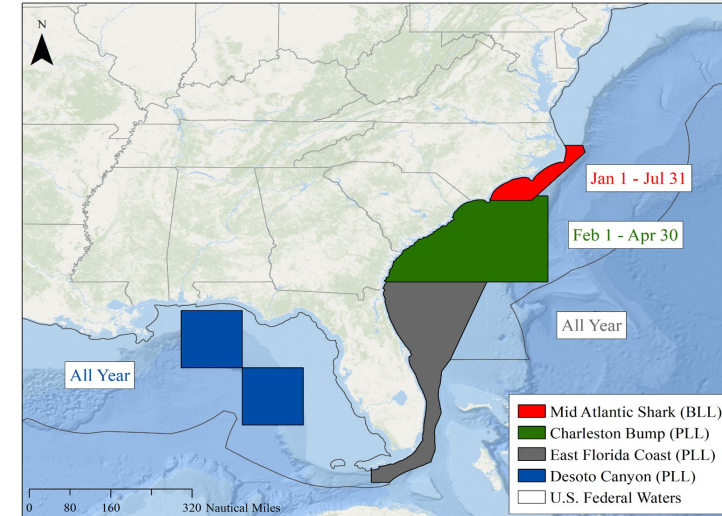 N
Jan 1 - Jul 31
Feb 1 - Apr 30
All Year
All Year
Mid Atlantic Shark (BLL)
Charleston Bump (PLL)
East Florida Coast (PLL)
Desoto Canyon (PLL)
U.S. Federal Waters
0 80 160 320 Nautical Miles